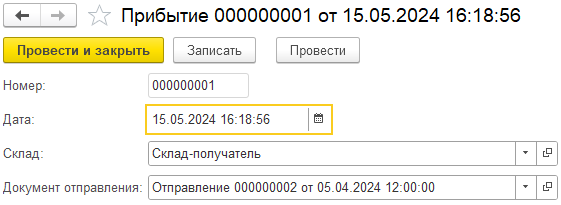 Прибытие 000000001 от 15.05.2024 16:18:56
Провести и закрыть Записать Провести
Номер: 000000001
Дата: 15.05.2024 16:18:56
Склад: Склад-получатель
Документ отправления: Отправление 000000002 от 05.04.2024 12:00:00